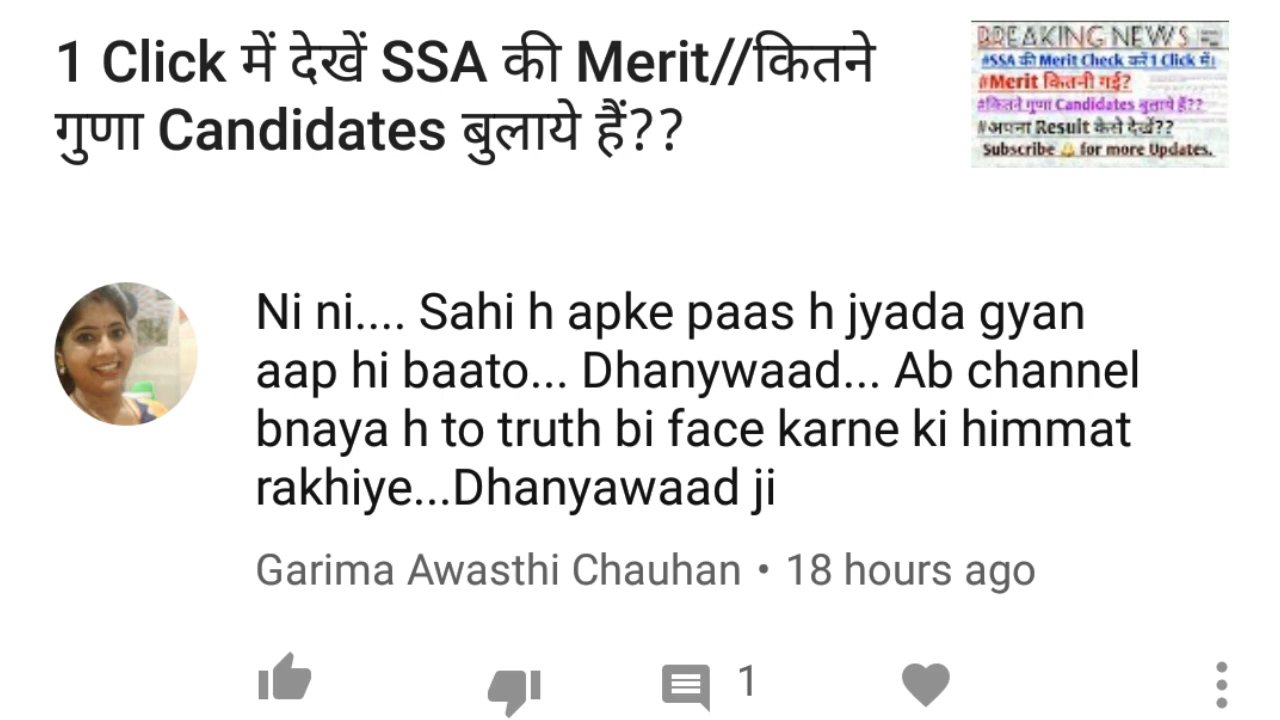 1 Click में देखें SSA की Merit//कितने
गुणा Candidates बुलाये हैं??
BREAKING NEWS
#SSA की Merit Check करें 1 Click में।
#Merit कितनी गई?
#कितने गुणा Candidates बुलाये हैं??
#अपना Result कैसे देखें??
Subscribe 🔔 for more Updates.
Ni ni.... Sahi h apke paas h jyada gyan
aap hi baato... Dhanywaad... Ab channel
bnaya h to truth bi face karne ki himmat
rakhiye...Dhanyawaad ji
Garima Awasthi Chauhan • 18 hours ago
1